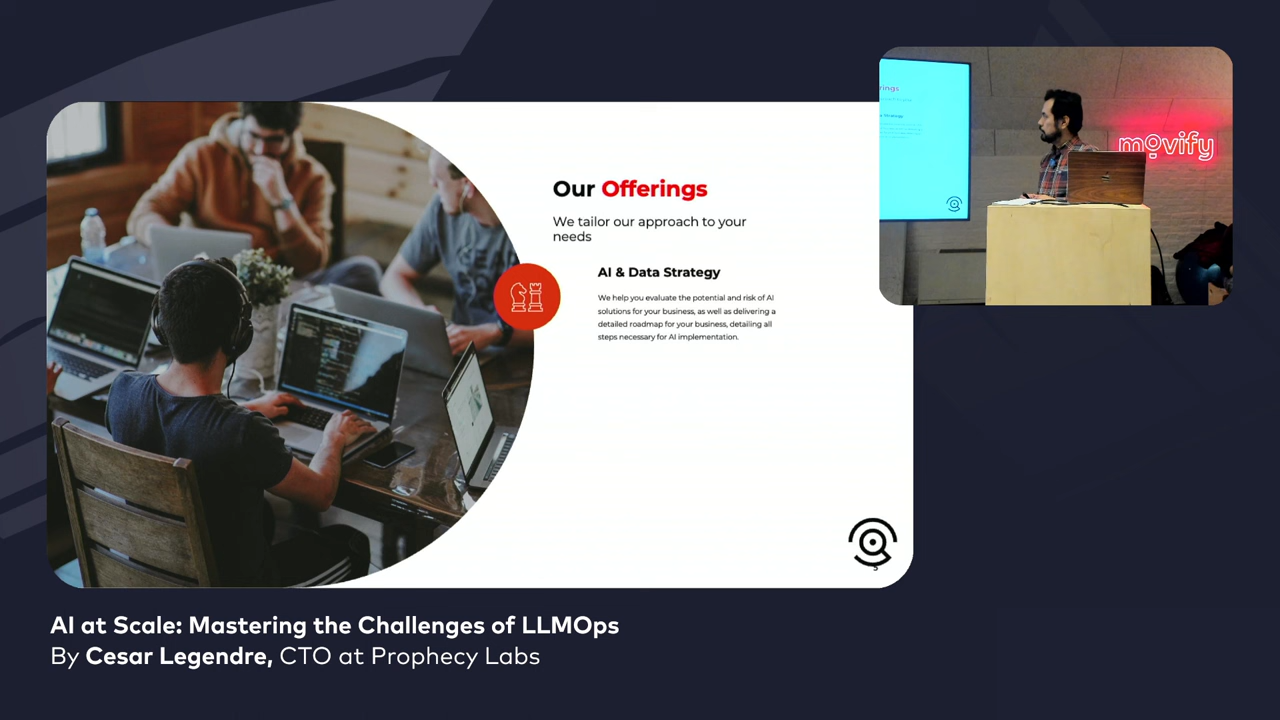 Our Offerings
We tailor our approach to your
needs
AI & Data Strategy
We help you evaluate the potential and risk of AI
solutions for your business, as well as delivering a
detailed roadmap for your business, detailing all
steps necessary for AI implementation.
5
rings
movify
AI at Scale: Mastering the Challenges of LLMOps
By Cesar Legendre, CTO at Prophecy Labs